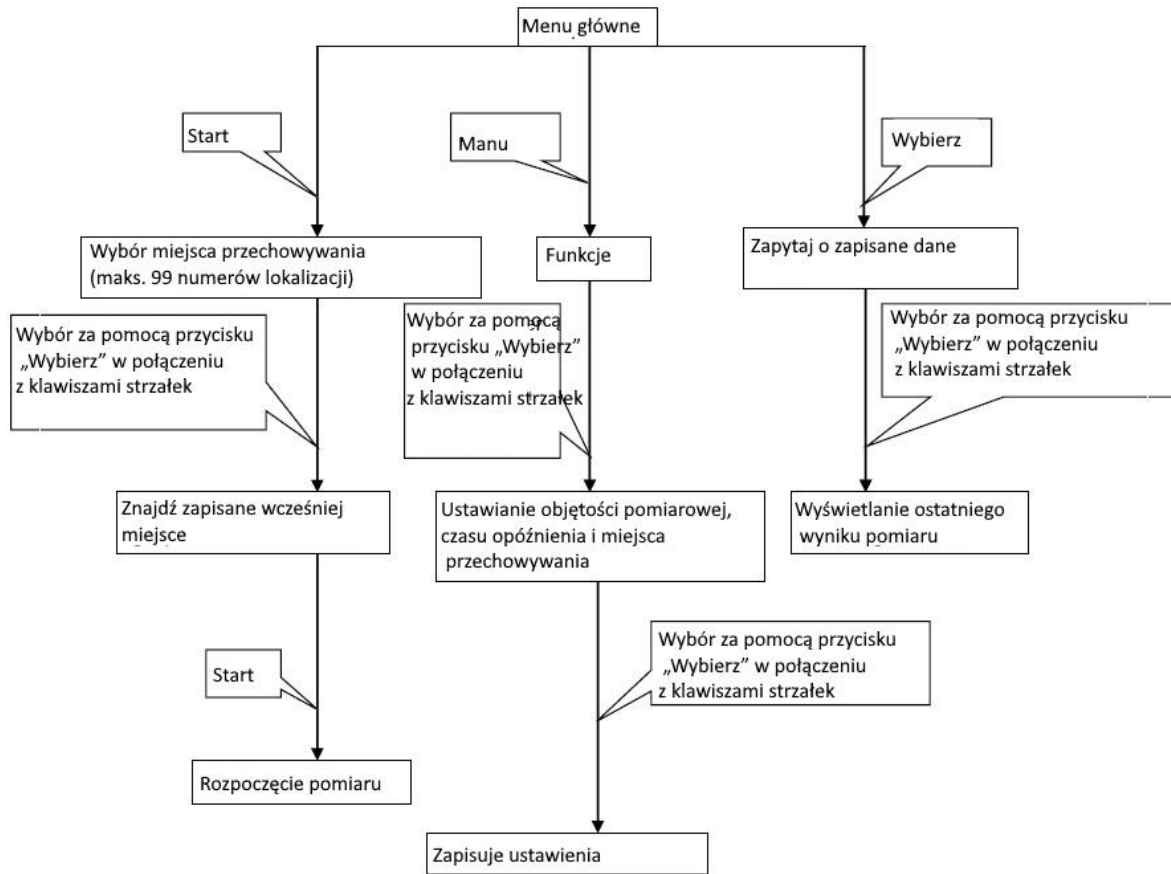 Menu główne
Start
Manu
Wybierz
Wybór miejsca przechowywania
(maks. 99 numerów lokalizacji)
Funkcje
Zapytaj o zapisane dane
Wybór za pomocą przycisku
„Wybierz” w połączeniu
z klawiszami strzałek
Wybór za pomocą
przycisku „Wybierz”
w połączeniu
z klawiszami strzałek
Wybór za pomocą przycisku
„Wybierz” w połączeniu
z klawiszami strzałek
Znajdź zapisane wcześniej
miejsce
Ustawianie objętości pomiarowej,
czasu opóźnienia i miejsca
przechowywania
Wyświetlanie ostatniego
wyniku pomiaru
Start
Wybór za pomocą przycisku
„Wybierz” w połączeniu
z klawiszami strzałek
Rozpoczęcie pomiaru
Zapisuje ustawienia